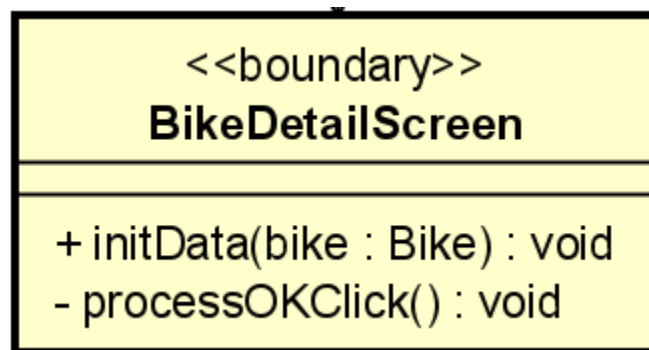 <<boundary>>
BikeDetailScreen
+ initData(bike : Bike) : void
- processOKClick() : void